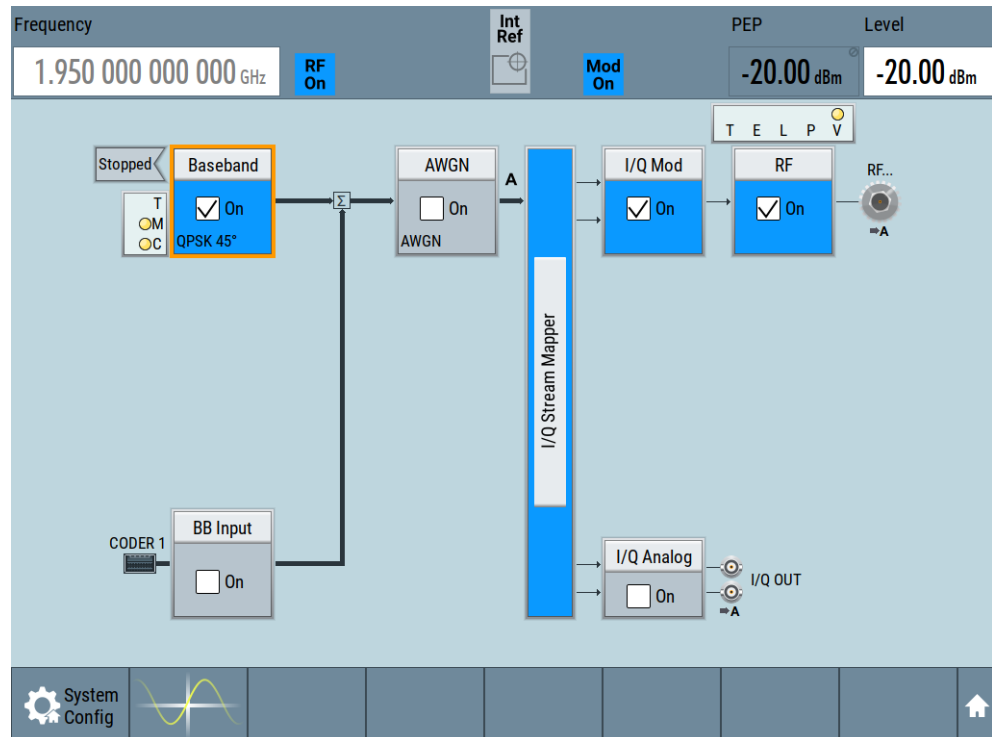 Frequency
Int
Ref
PEP
Level
1.950 000 000 000 GHz
RF
On
Mod
On
-20.00 dBm
-20.00 dBm
T E L P V
Stopped
Baseband
On
QPSK 45°
T
M
C
Σ
AWGN
On
AWGN
A
I/Q Stream Mapper
I/Q Mod
On
RF
On
RF...
A
CODER 1
BB Input
On
I/Q Analog
On
I/Q OUT
A
System
Config